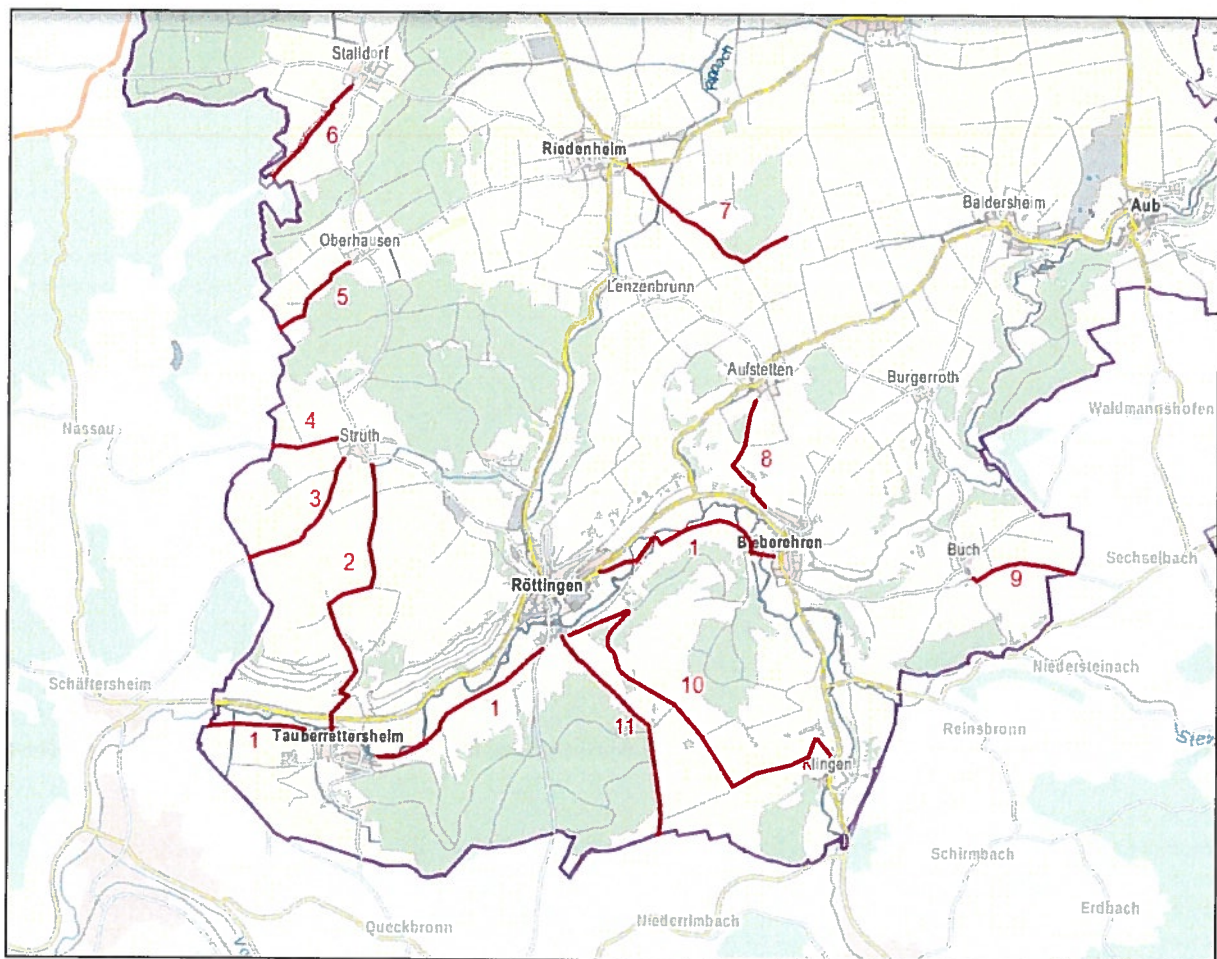 Stalldorf
6
Riedenheim
7
Baldersheim
Aub
Oberhausen
5
Lenzenbrunn
Aufstetten
Burgerroth
Waldmannshofen
Nassau
4
Strüth
3
8
2
1
Bieberehren
Buch
9
Sechselbach
Röttingen
Schäftersheim
Niedersteinach
10
1
11
Reinsbronn
1
Tauberrettersheim
Klingen
Schirmbach
Erdbach
Queckbronn
Niederrimbach